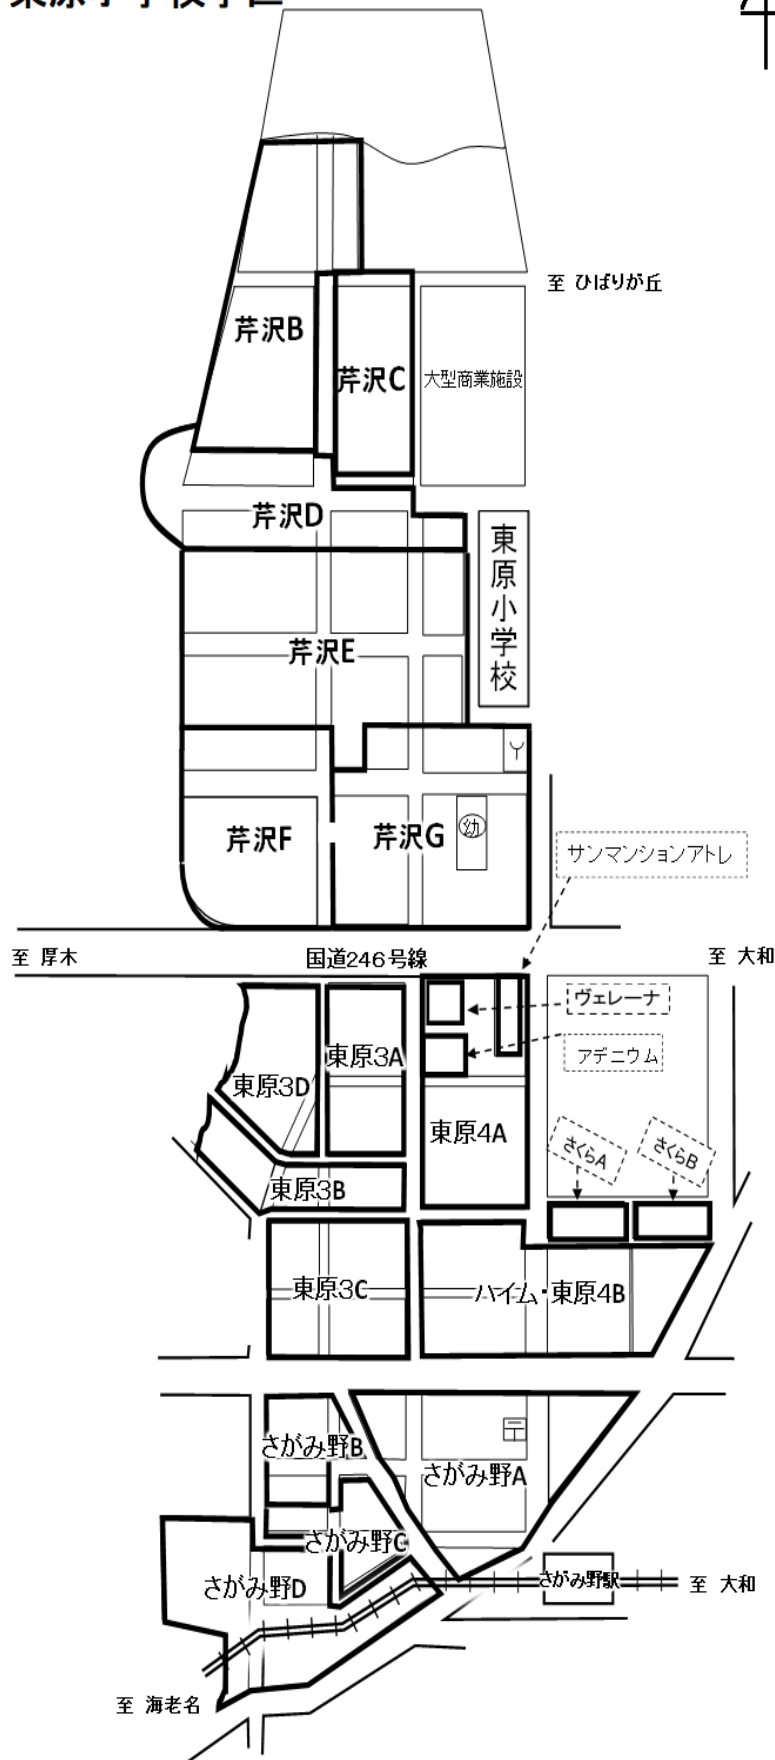 至 ひばりが丘
芹沢B
芹沢C
大型商業施設
芹沢D
東原小学校
芹沢E
芹沢F
芹沢G
幼
サンマンションアトレ
至 厚木
国道246号線
至 大和
ヴェレーナ
アデニウム
東原3A
東原3D
東原4A
さくらA
さくらB
東原3B
東原3C
ハイム・東原4B
さがみ野B
さがみ野A
さがみ野C
さがみ野D
さがみ野駅
至 大和
至 海老名